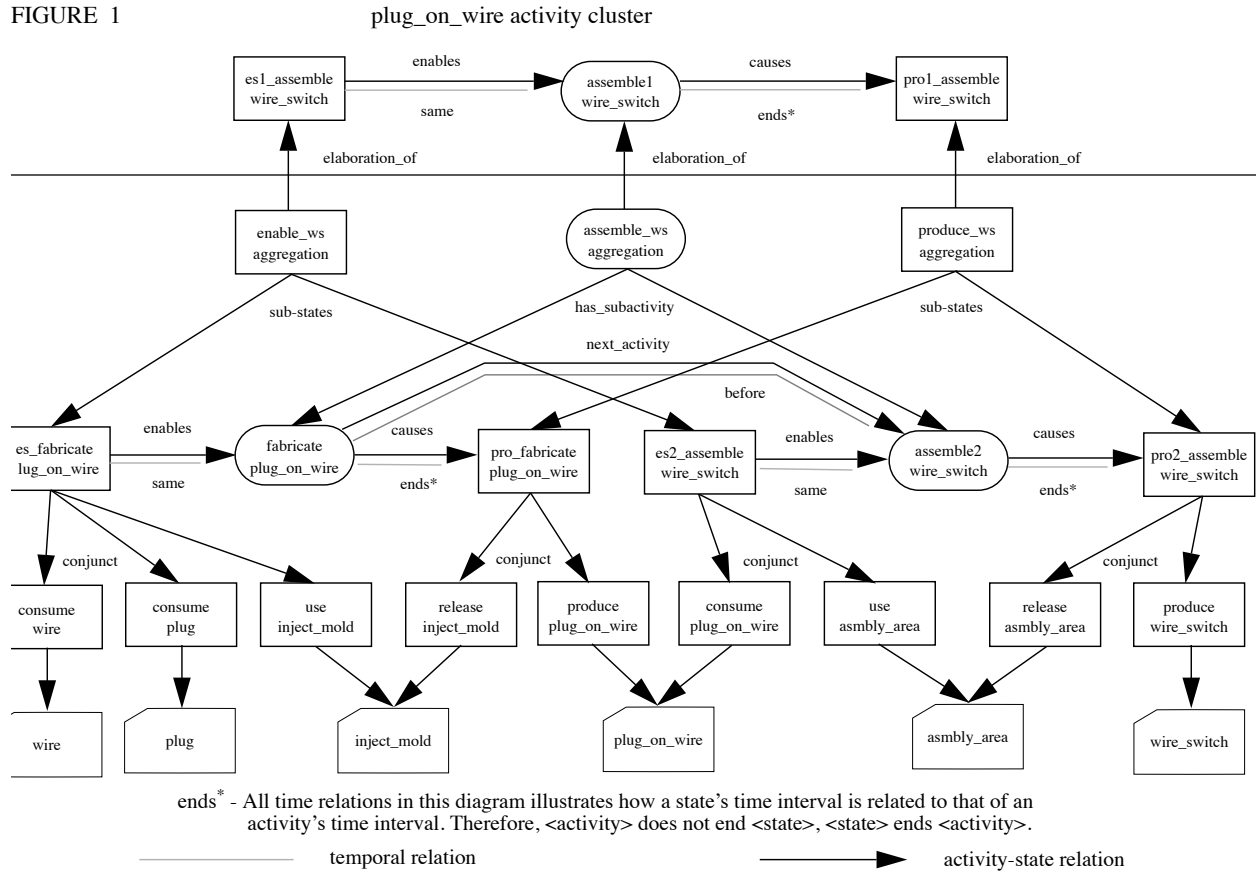 FIGURE 1
plug_on_wire activity cluster
es1_assemble
wire_switch
enables
same
assemble1
wire_switch
causes
ends*
pro1_assemble
wire_switch
elaboration_of
elaboration_of
elaboration_of
enable_ws
aggregation
assemble_ws
aggregation
produce_ws
aggregation
sub-states
has_subactivity
sub-states
next_activity
before
es_fabricate
lug_on_wire
enables
same
fabricate
plug_on_wire
causes
ends*
pro_fabricate
plug_on_wire
es2_assemble
wire_switch
enables
same
assemble2
wire_switch
causes
ends*
pro2_assemble
wire_switch
conjunct
conjunct
conjunct
conjunct
consume
wire
consume
plug
use
inject_mold
release
inject_mold
produce
plug_on_wire
consume
plug_on_wire
use
asmbly_area
release
asmbly_area
produce
wire_switch
wire
plug
inject_mold
plug_on_wire
asmbly_area
wire_switch
ends* - All time relations in this diagram illustrates how a state's time interval is related to that of an
activity's time interval. Therefore, <activity> does not end <state>, <state> ends <activity>.
temporal relation
activity-state relation